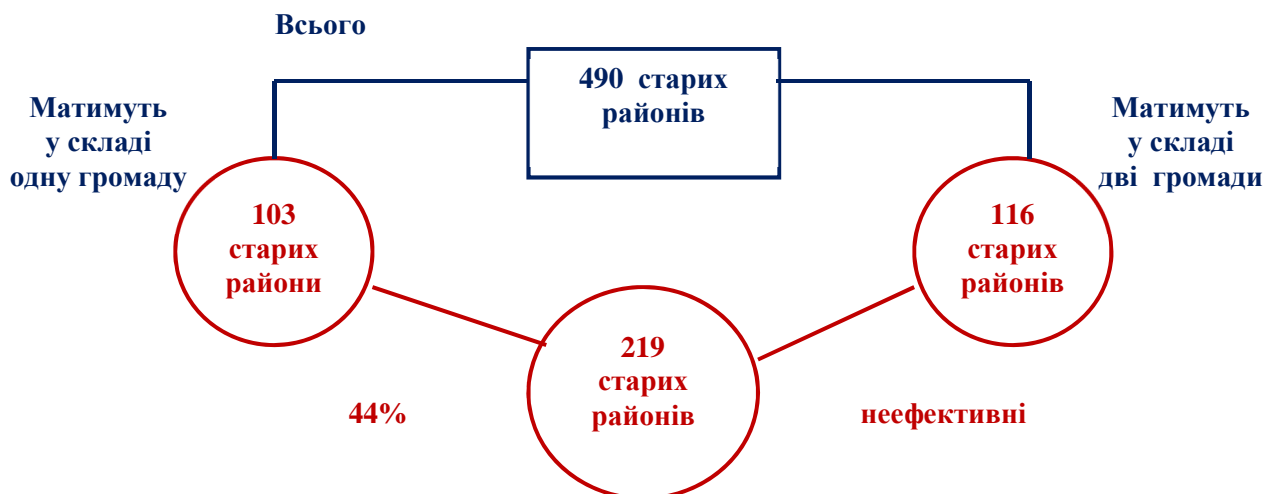 Всього
490 старих
районів
Матимуть
у складі
одну громаду
Матимуть
у складі
дві громади
103
старих
райони
116
старих
районів
219
старих
районів
44%
неефективні